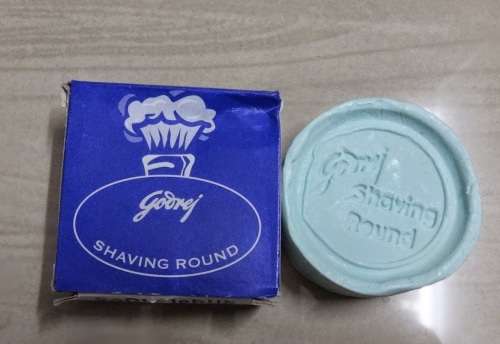 Godrej
SHAVING ROUND
Godrej
Shaving
Round